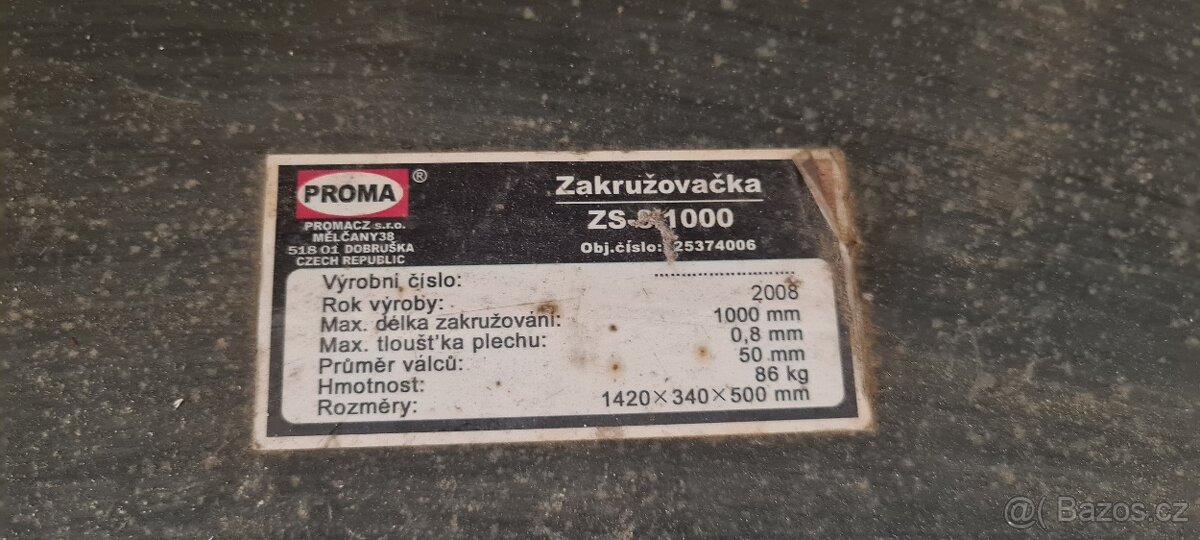 PROMA ®
PROMACZ s.r.o.
MĚLČANY38
518 01 DOBRUŠKA
CZECH REPUBLIC
Zakružovačka
1000
Obj.číslo: 25374006
Výrobní číslo: ........................
Rok výroby: 2008
Max. délka zakružování: 1000 mm
Max. tloušťka plechu: 0,8 mm
Průměr válců: 50 mm
Hmotnost: 86 kg
Rozměry: 1420×340×500 mm
@( Bazos.cz